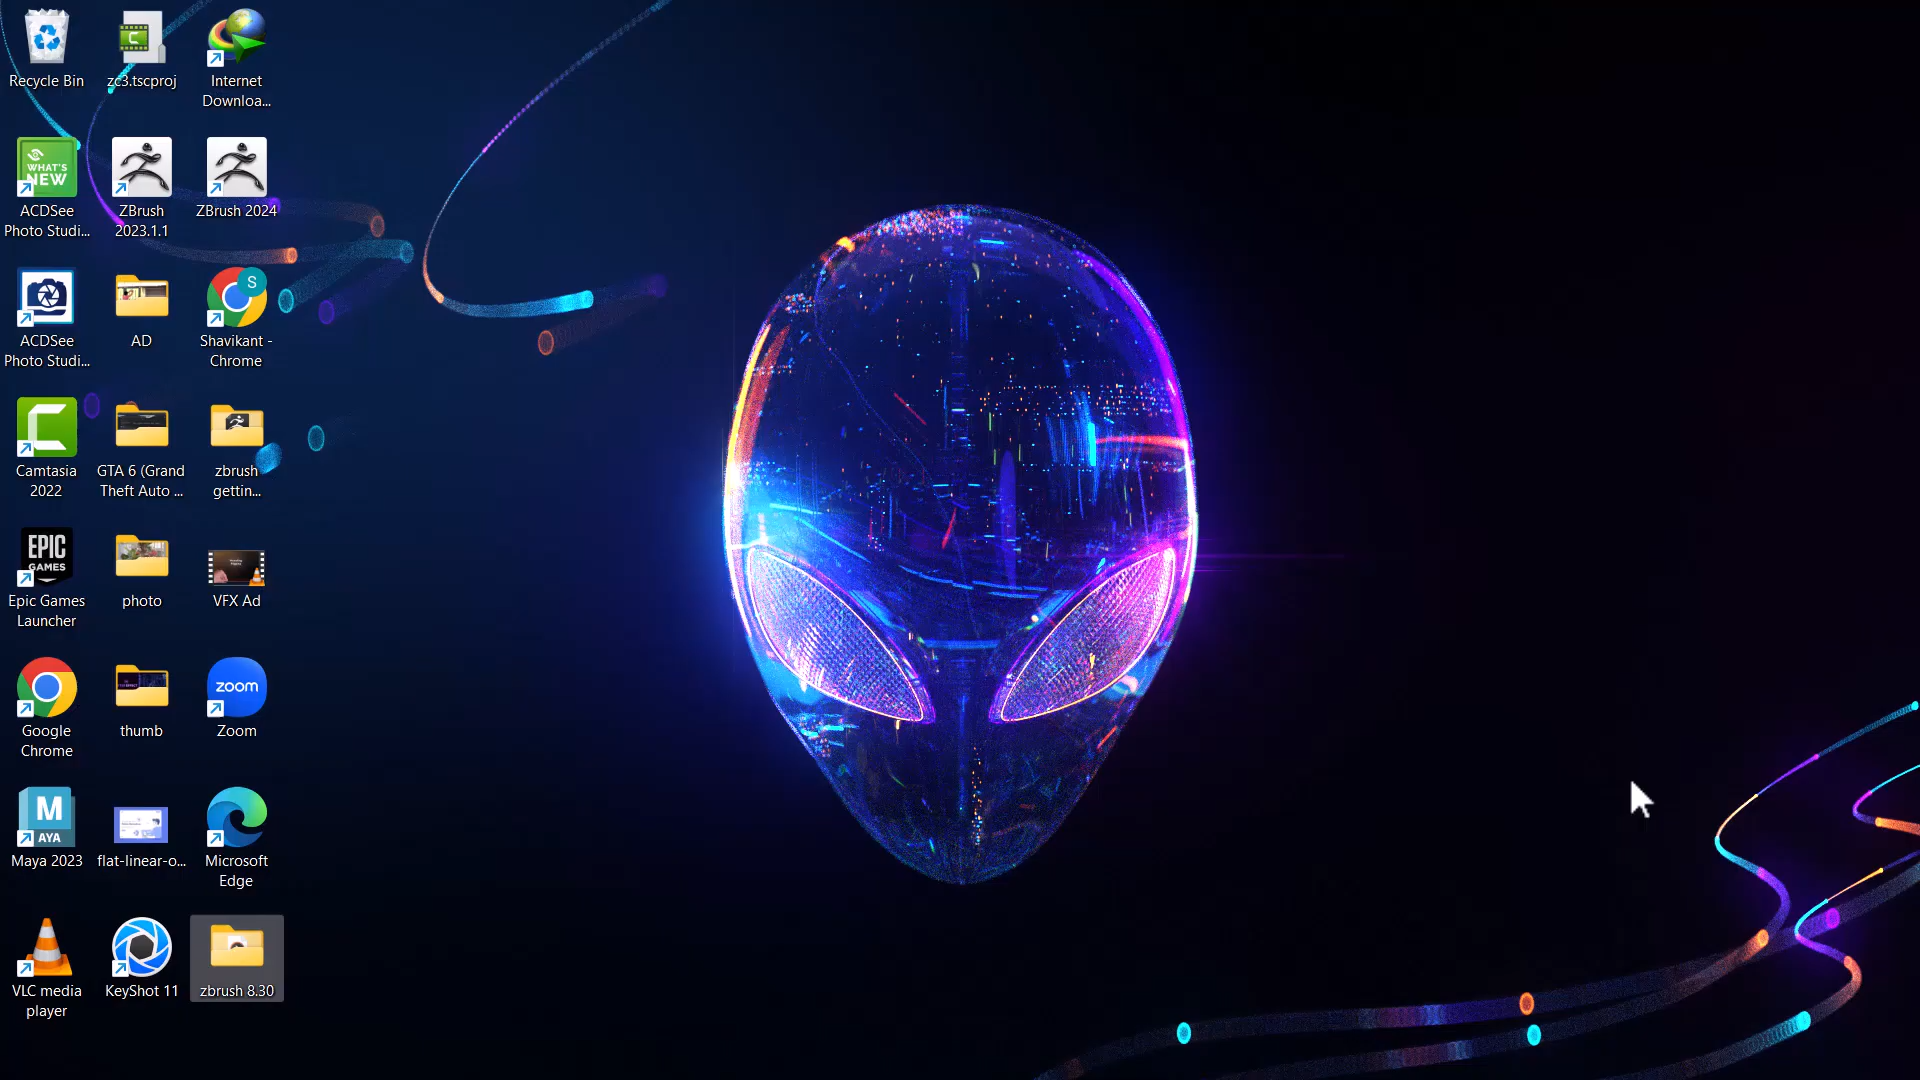 Recycle Bin
zc3.tscproj
Internet
Downloa...
WHAT'S
NEW
ACDSee
Photo Studi...
ZBrush
2023.1.1
ZBrush 2024
ACDSee
Photo Studi...
AD
S
Shavikant -
Chrome
Camtasia
2022
GTA 6 (Grand
Theft Auto ...
zbrush
gettin...
EPIC
GAMES
Epic Games
Launcher
photo
VFX Ad
Google
Chrome
thumb
zoom
Zoom
M
AYA
Maya 2023
flat-linear-o...
Microsoft
Edge
VLC media
player
KeyShot 11
zbrush 8.30